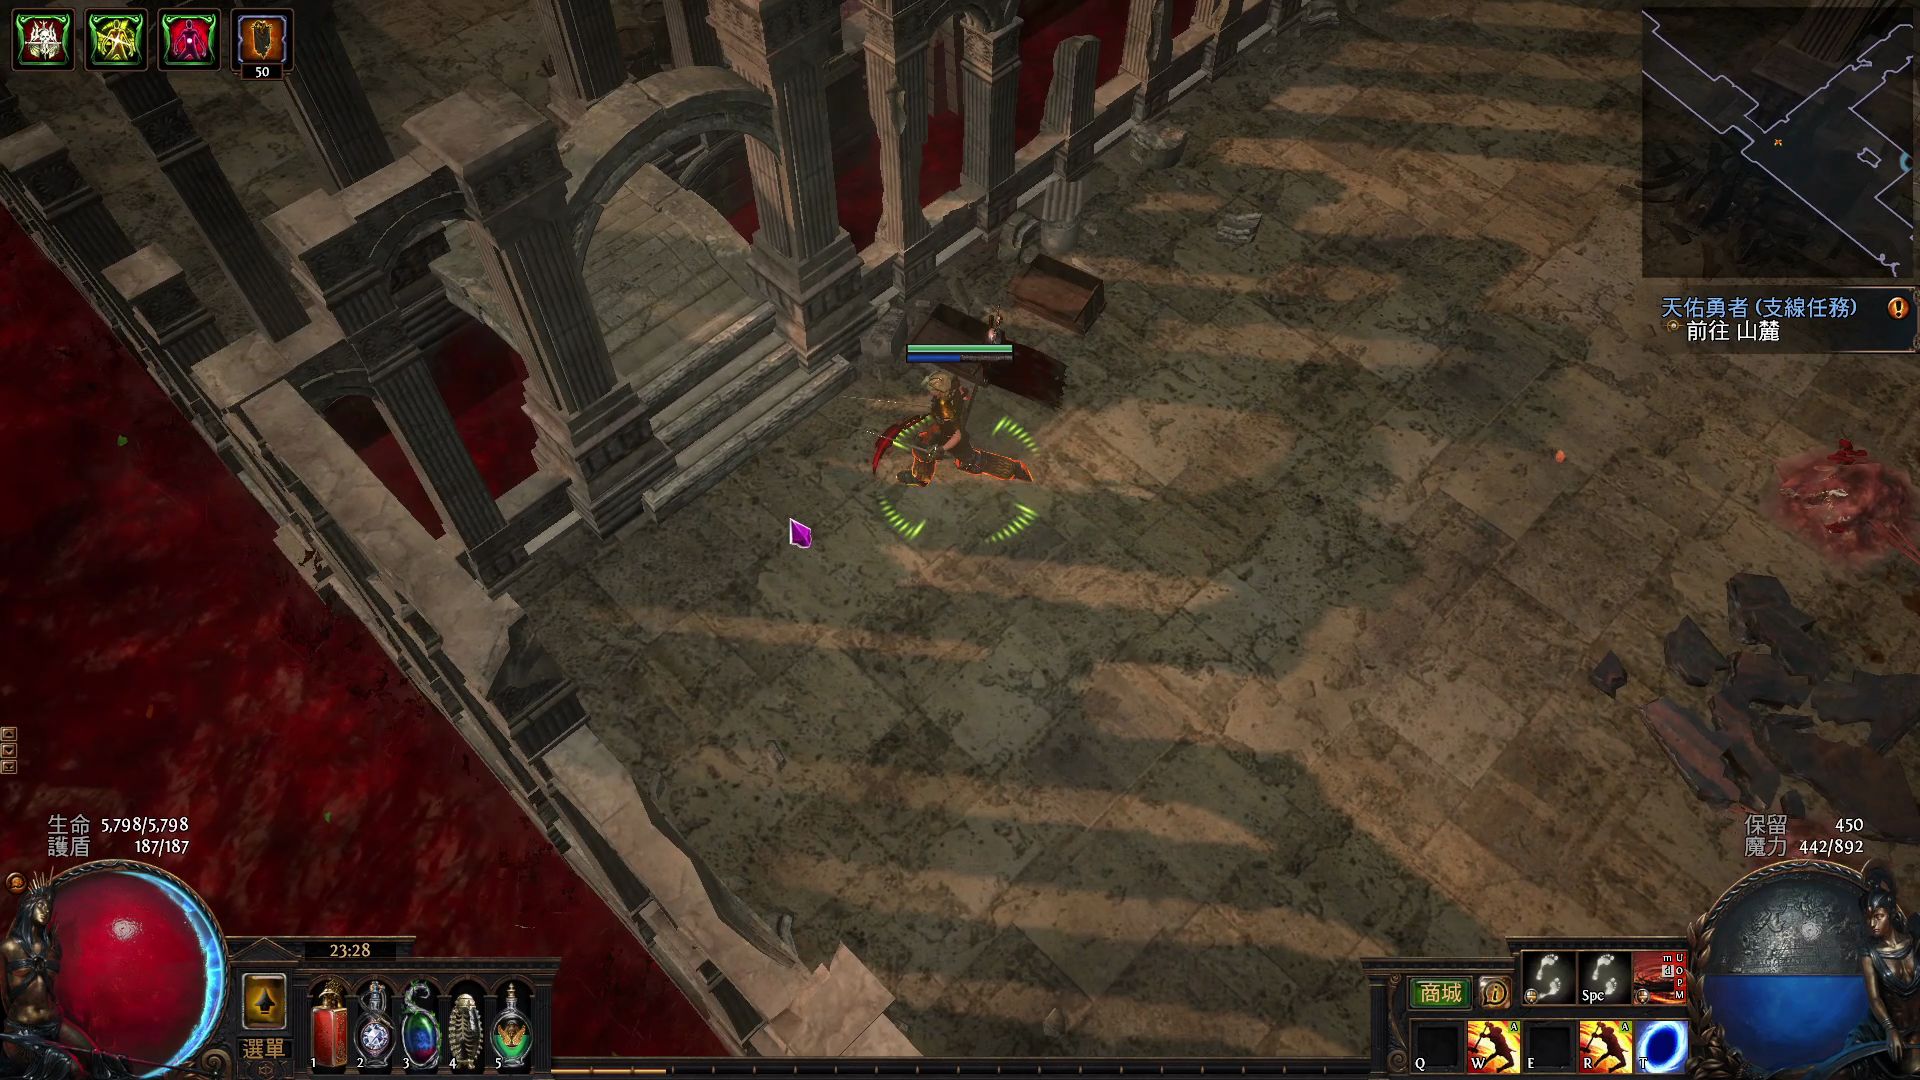 50
天佑勇者 (支線任務)
前往 山麓
生命 5,798/5,798
護盾 187/187
保留 450
魔力 442/892
23:28
選單
1 2 3 4 5
商城
Spc
m U
d O
P
M
Q W A E R A T